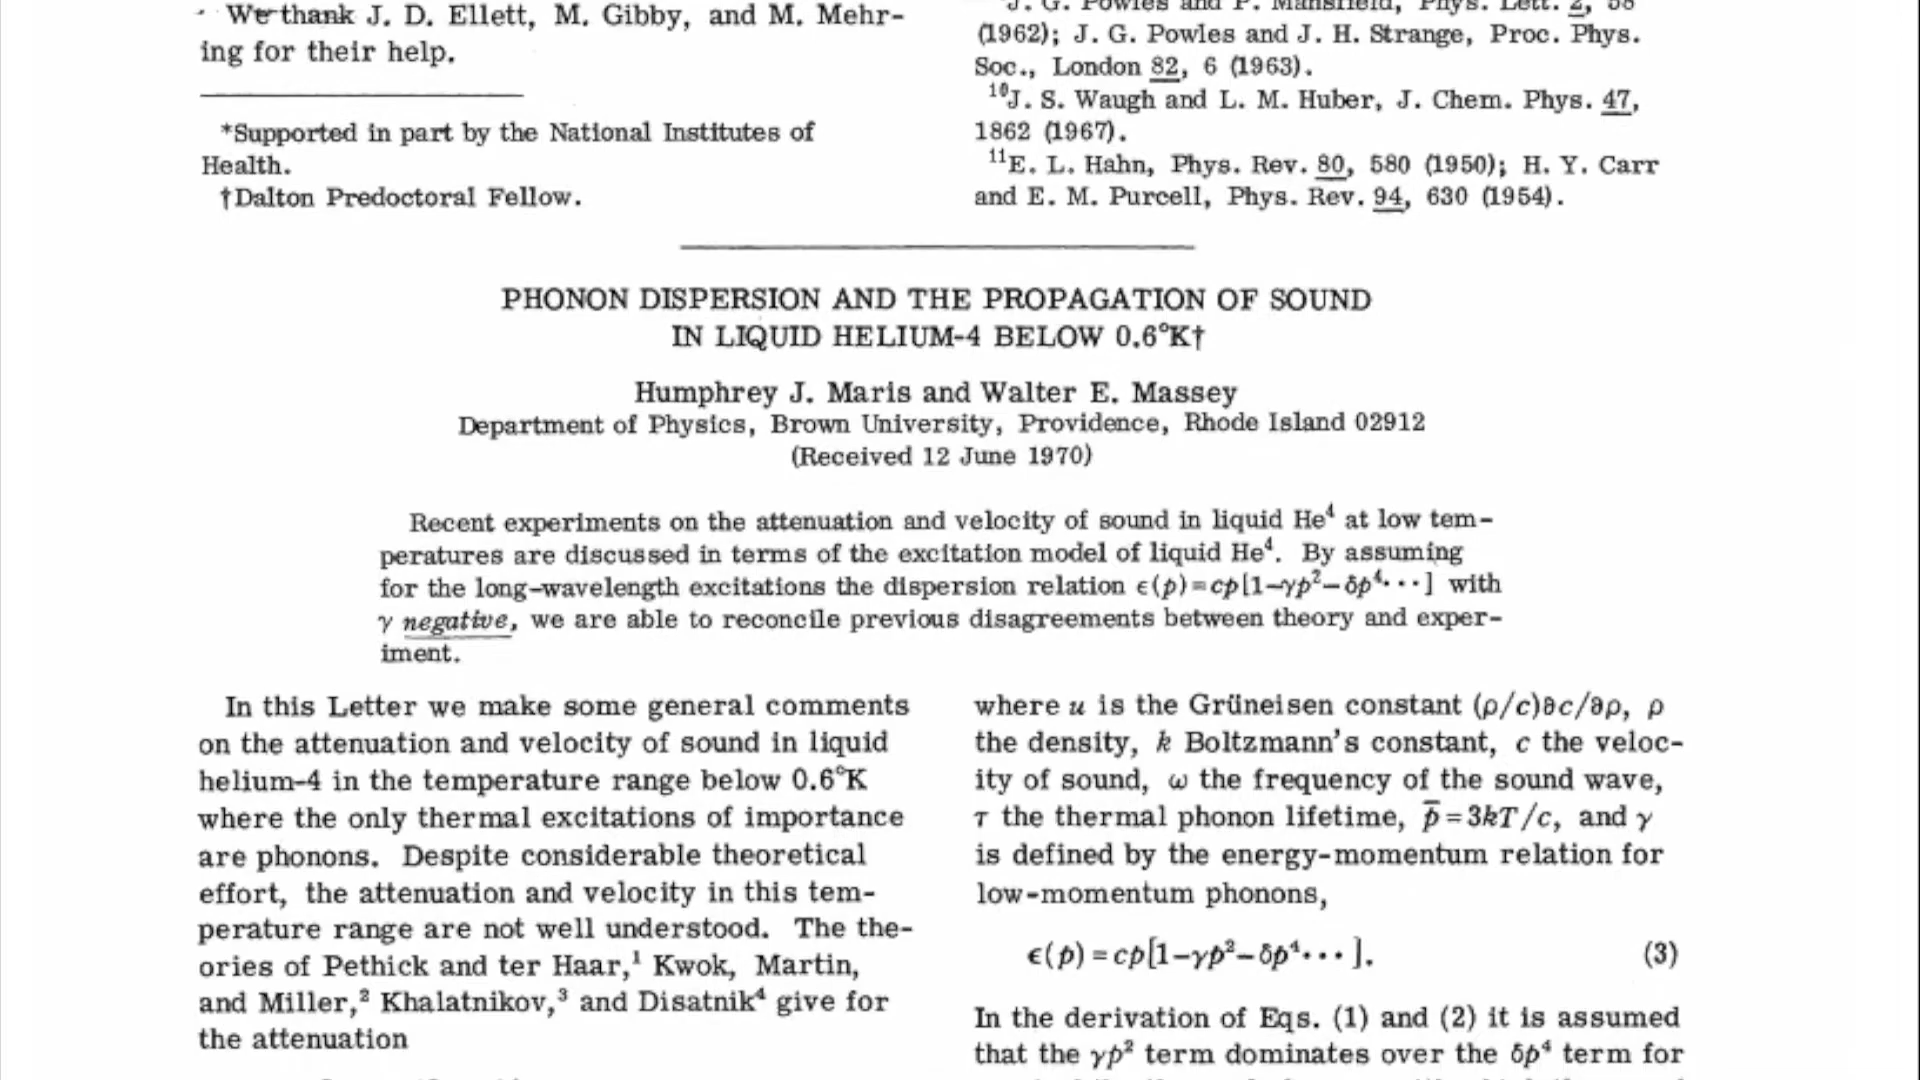 We thank J. D. Ellett, M. Gibby, and M. Mehr-
ing for their help.
*Supported in part by the National Institutes of
Health.
†Dalton Predoctoral Fellow.
J. G. Powles and P. Mansfield, Phys. Lett. 2, 58
(1962); J. G. Powles and J. H. Strange, Proc. Phys.
Soc., London 82, 6 (1963).
¹⁰J. S. Waugh and L. M. Huber, J. Chem. Phys. 47,
1862 (1967).
¹¹E. L. Hahn, Phys. Rev. 80, 580 (1950); H. Y. Carr
and E. M. Purcell, Phys. Rev. 94, 630 (1954).
PHONON DISPERSION AND THE PROPAGATION OF SOUND
IN LIQUID HELIUM-4 BELOW 0.6°K†
Humphrey J. Maris and Walter E. Massey
Department of Physics, Brown University, Providence, Rhode Island 02912
(Received 12 June 1970)
Recent experiments on the attenuation and velocity of sound in liquid He⁴ at low tem-
peratures are discussed in terms of the excitation model of liquid He⁴. By assuming
for the long-wavelength excitations the dispersion relation ϵ(p)=cp[1-γp²-δp⁴···] with
γ negative, we are able to reconcile previous disagreements between theory and exper-
iment.
In this Letter we make some general comments
on the attenuation and velocity of sound in liquid
helium-4 in the temperature range below 0.6°K
where the only thermal excitations of importance
are phonons. Despite considerable theoretical
effort, the attenuation and velocity in this tem-
perature range are not well understood. The the-
ories of Pethick and ter Haar,¹ Kwok, Martin,
and Miller,² Khalatnikov,³ and Disatnik⁴ give for
the attenuation
where u is the Grüneisen constant (ρ/c)∂c/∂ρ, ρ
the density, k Boltzmann's constant, c the veloc-
ity of sound, ω the frequency of the sound wave,
τ the thermal phonon lifetime, p̄=3kT/c, and γ
is defined by the energy-momentum relation for
low-momentum phonons,
ϵ(p)=cp[1-γp²-δp⁴···]. (3)
In the derivation of Eqs. (1) and (2) it is assumed
that the γp² term dominates over the δp⁴ term for